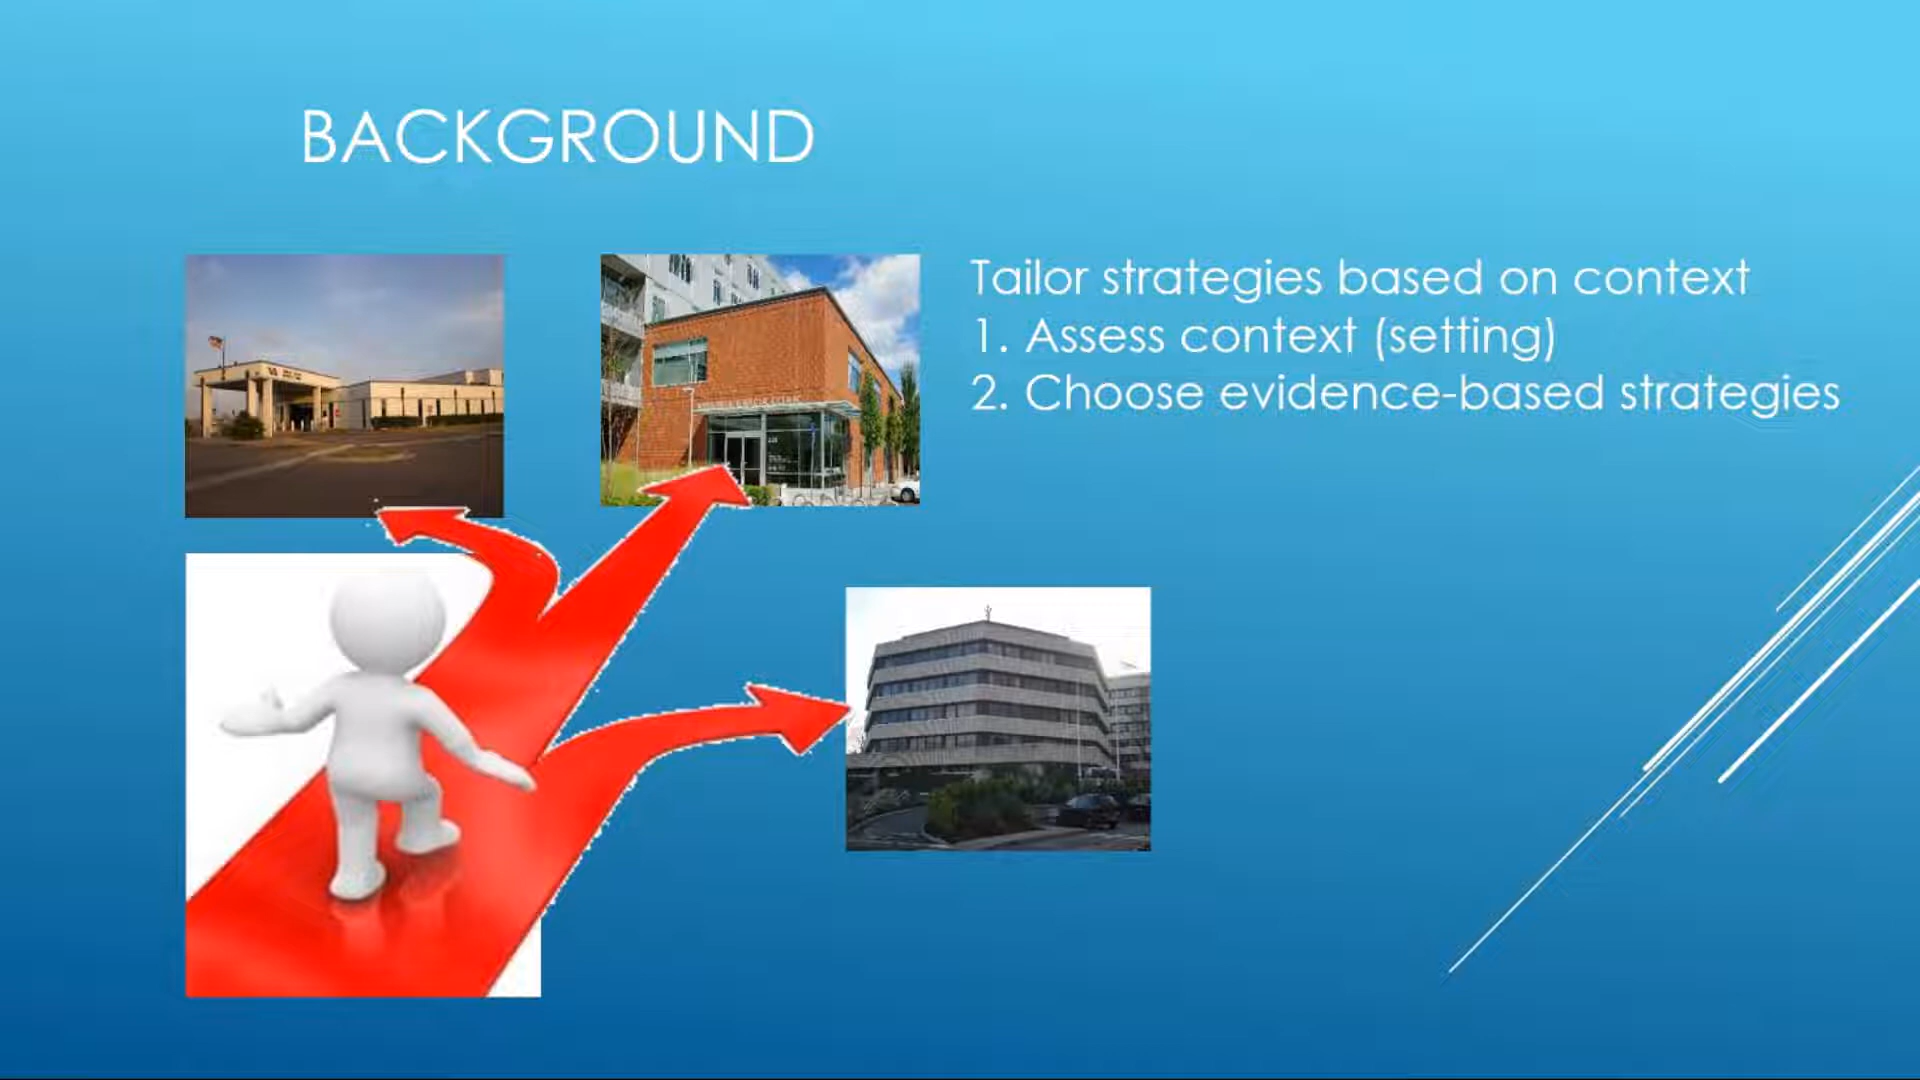 BACKGROUND
Tailor strategies based on context
1. Assess context (setting)
2. Choose evidence-based strategies